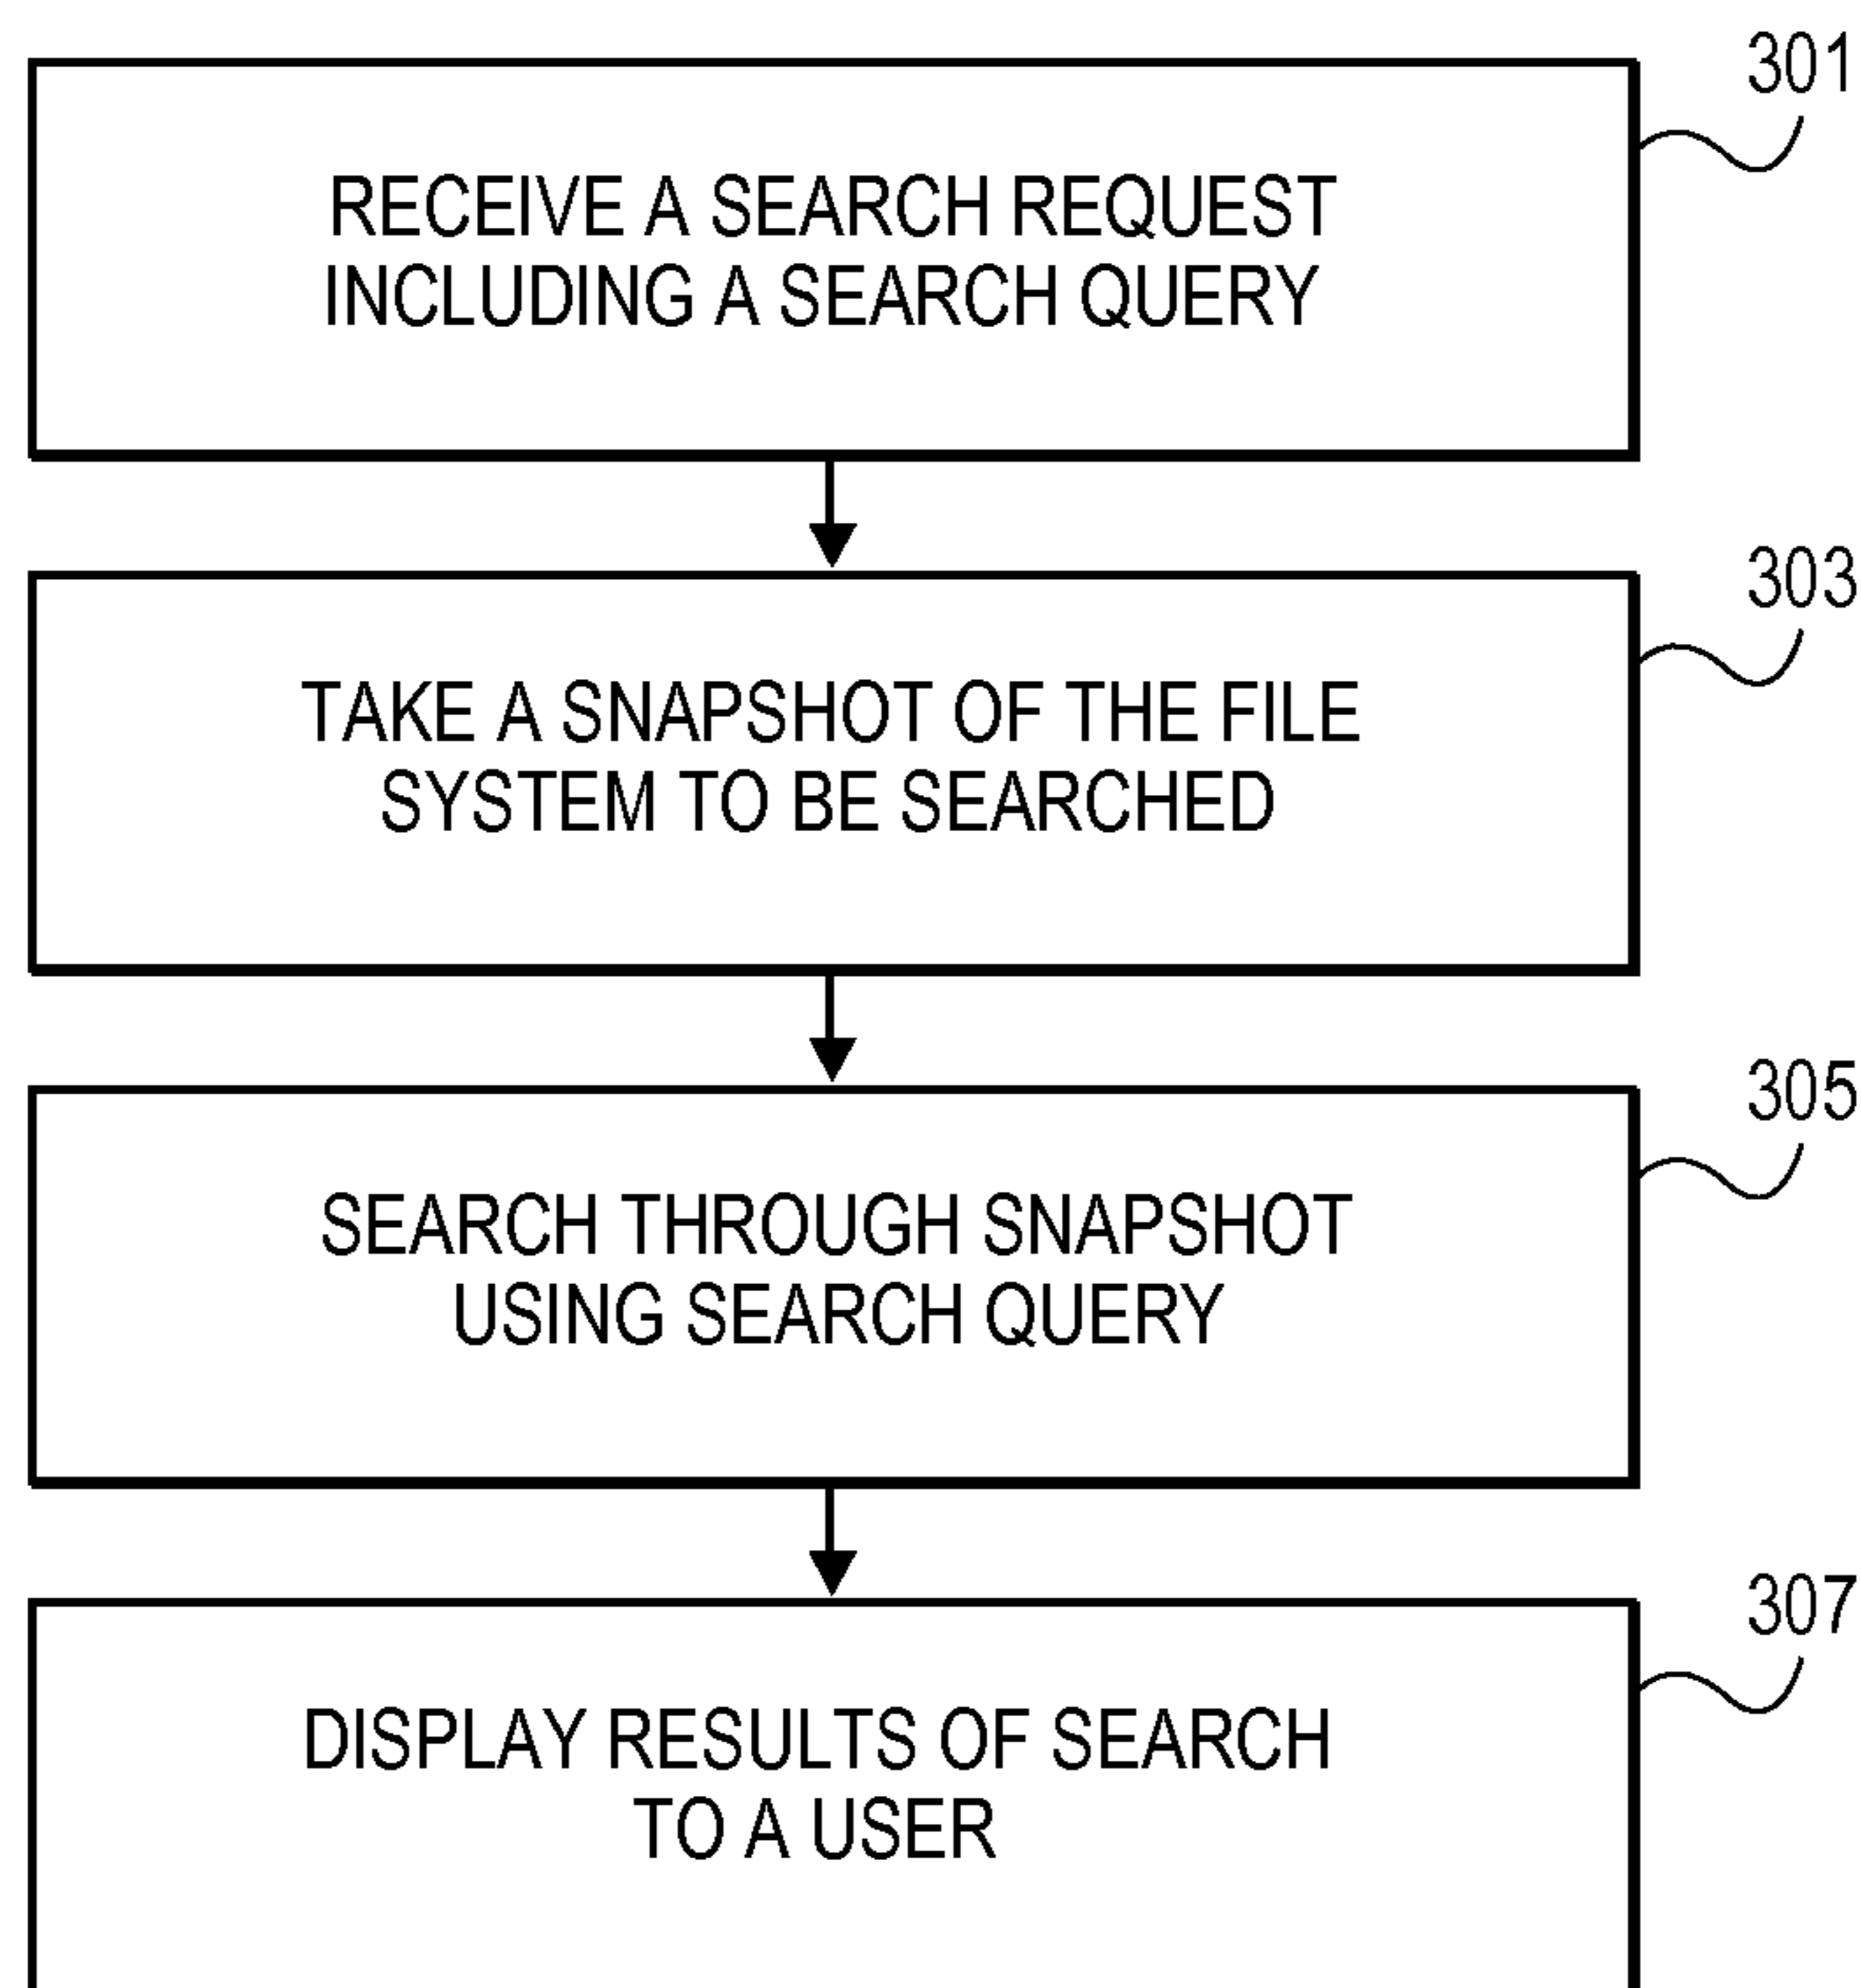 301
RECEIVE A SEARCH REQUEST
INCLUDING A SEARCH QUERY
303
TAKE A SNAPSHOT OF THE FILE
SYSTEM TO BE SEARCHED
305
SEARCH THROUGH SNAPSHOT
USING SEARCH QUERY
307
DISPLAY RESULTS OF SEARCH
TO A USER